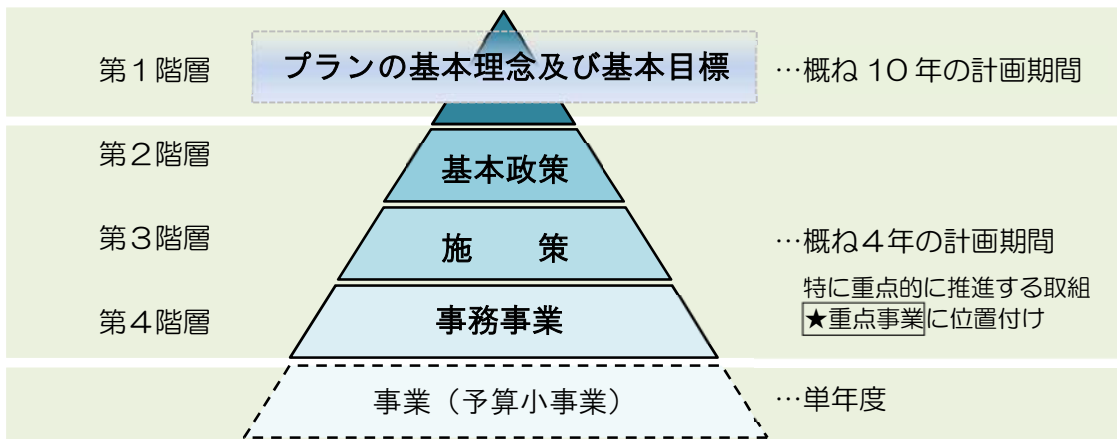 第1階層 プランの基本理念及び基本目標 …概ね 10 年の計画期間
第2階層 基本政策
第3階層 施 策 …概ね4年の計画期間
特に重点的に推進する取組
第4階層 事務事業 ★重点事業に位置付け
事業（予算小事業） …単年度